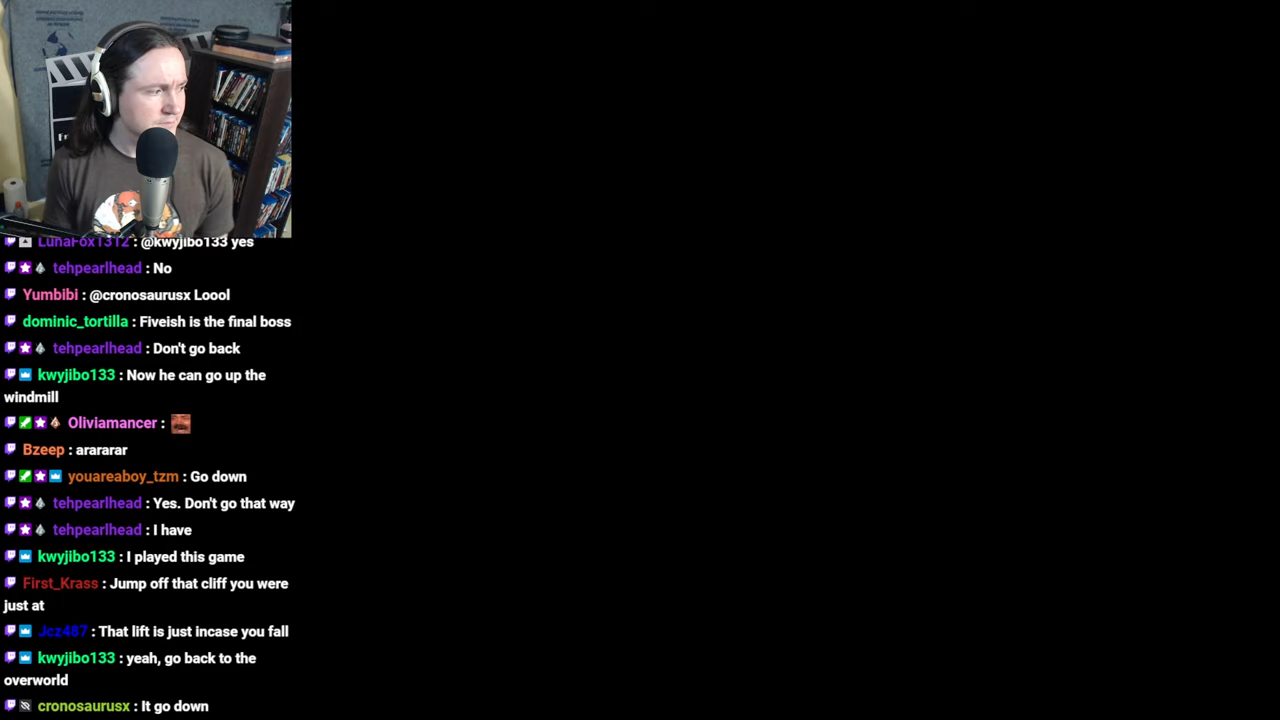 LunaFox1312 : @kwyjibo133 yes
tehpearlhead : No
Yumbibi : @cronosaurusx Loool
dominic_tortilla : Fiveish is the final boss
tehpearlhead : Don't go back
kwyjibo133 : Now he can go up the
windmill
Oliviamancer :
Bzeep : arararar
youareaboy_tzm : Go down
tehpearlhead : Yes. Don't go that way
tehpearlhead : I have
kwyjibo133 : I played this game
First_Krass : Jump off that cliff you were
just at
Jcz487 : That lift is just incase you fall
kwyjibo133 : yeah, go back to the
overworld
cronosaurusx : It go down